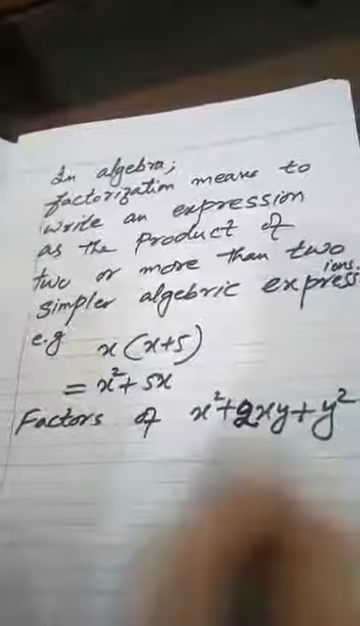 In algebra;
factorization means to
write an expression
as the product of
two or more than two
simpler algebric expressions.
e.g x(x+5)
= x²+5x
Factors of x²+2xy+y²